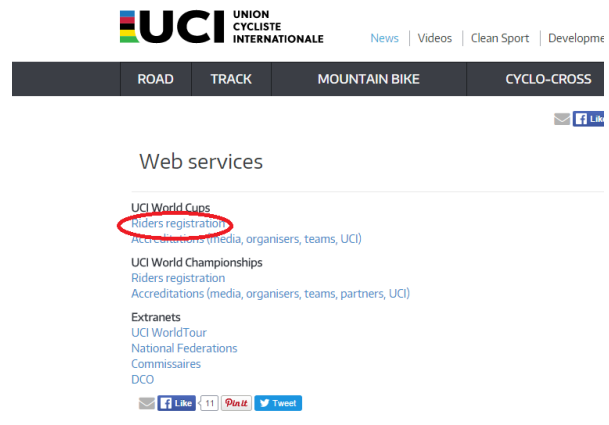 UCI UNION
CYCLISTE
INTERNATIONALE
News Videos Clean Sport Developme
ROAD TRACK MOUNTAIN BIKE CYCLO-CROSS
Like
Web services
UCI World Cups
Riders registration
Accreditations (media, organisers, teams, UCI)
UCI World Championships
Riders registration
Accreditations (media, organisers, teams, partners, UCI)
Extranets
UCI WorldTour
National Federations
Commissaires
DCO
Like 11 Pin it Tweet